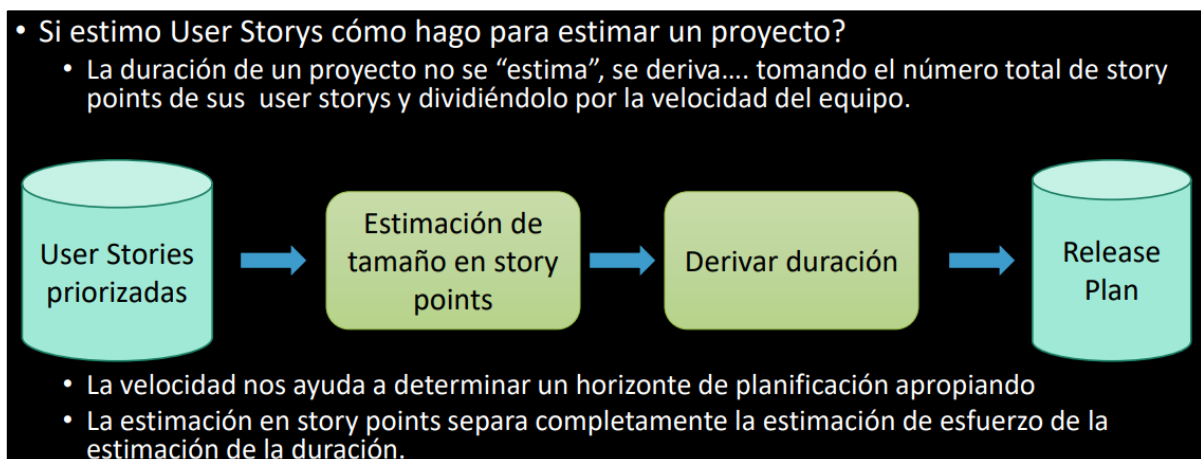 • Si estimo User Storys cómo hago para estimar un proyecto?
• La duración de un proyecto no se “estima”, se deriva…. tomando el número total de story
points de sus user storys y dividiéndolo por la velocidad del equipo.
User Stories
priorizadas
Estimación de
tamaño en story
points
Derivar duración
Release
Plan
• La velocidad nos ayuda a determinar un horizonte de planificación apropiando
• La estimación en story points separa completamente la estimación de esfuerzo de la
estimación de la duración.